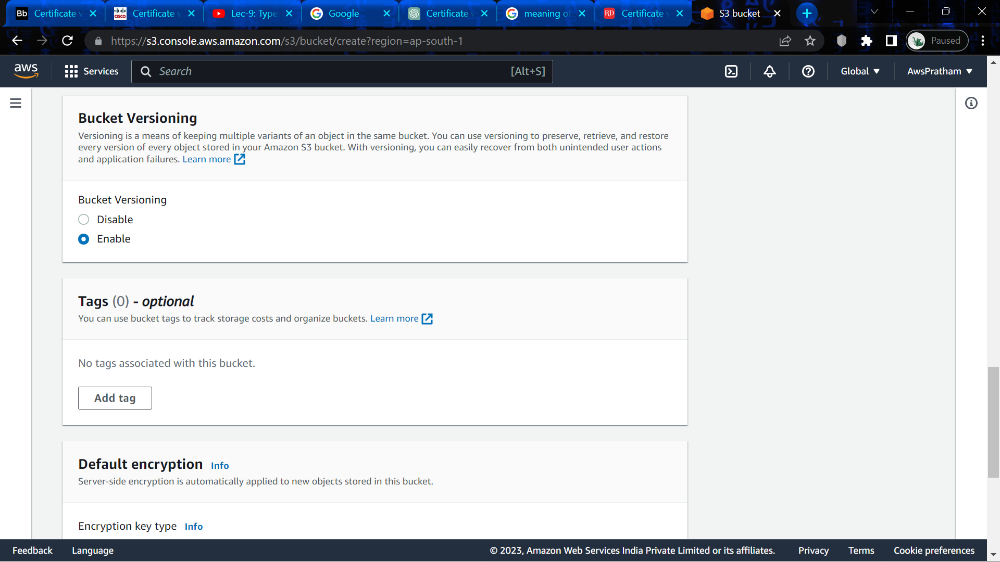 Bb Certificate v
CISCO Certificate v
Lec-9: Type
Google
Certificate v
meaning of
RD Certificate v
S3 bucket
https://s3.console.aws.amazon.com/s3/bucket/create?region=ap-south-1
Paused
aws
Services
Search
[Alt+S]
Global
AwsPratham
Bucket Versioning
Versioning is a means of keeping multiple variants of an object in the same bucket. You can use versioning to preserve, retrieve, and restore
every version of every object stored in your Amazon S3 bucket. With versioning, you can easily recover from both unintended user actions
and application failures. Learn more
Bucket Versioning
Disable
Enable
Tags (0) - optional
You can use bucket tags to track storage costs and organize buckets. Learn more
No tags associated with this bucket.
Add tag
Default encryption Info
Server-side encryption is automatically applied to new objects stored in this bucket.
Encryption key type Info
Feedback
Language
© 2023, Amazon Web Services India Private Limited or its affiliates.
Privacy
Terms
Cookie preferences